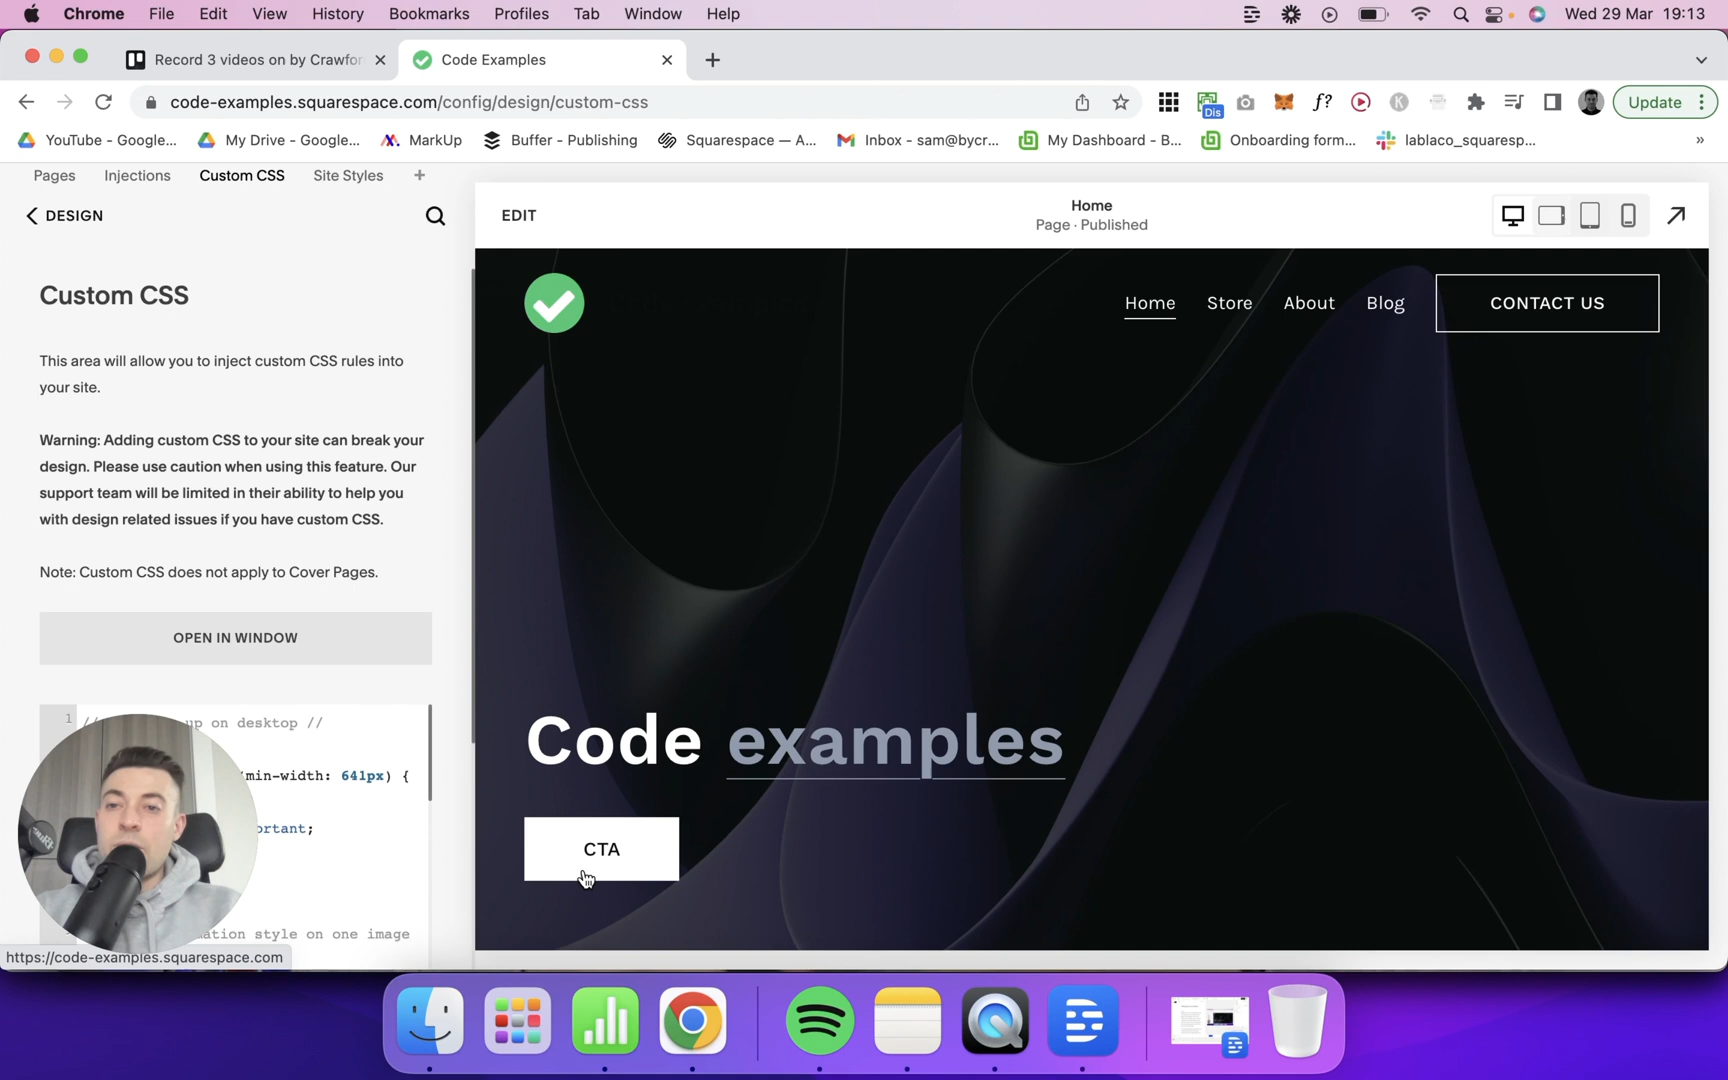 Chrome File Edit View History Bookmarks Profiles Tab Window Help
Wed 29 Mar 19:13
Record 3 videos on by Crawfor
Code Examples
code-examples.squarespace.com/config/design/custom-css
f?
Dis
K
Update
YouTube - Google...
My Drive - Google...
MarkUp
Buffer - Publishing
Squarespace — A...
Inbox - sam@bycr...
My Dashboard - B...
Onboarding form...
lablaco_squaresp...
»
Pages Injections Custom CSS Site Styles +
DESIGN
EDIT
Home
Page · Published
Custom CSS
This area will allow you to inject custom CSS rules into
your site.
Warning: Adding custom CSS to your site can break your
design. Please use caution when using this feature. Our
support team will be limited in their ability to help you
with design related issues if you have custom CSS.
Note: Custom CSS does not apply to Cover Pages.
OPEN IN WINDOW
1 // up on desktop //
min-width: 641px) {
ortant;
ation style on one image
https://code-examples.squarespace.com
Home Store About Blog CONTACT US
Code examples
CTA